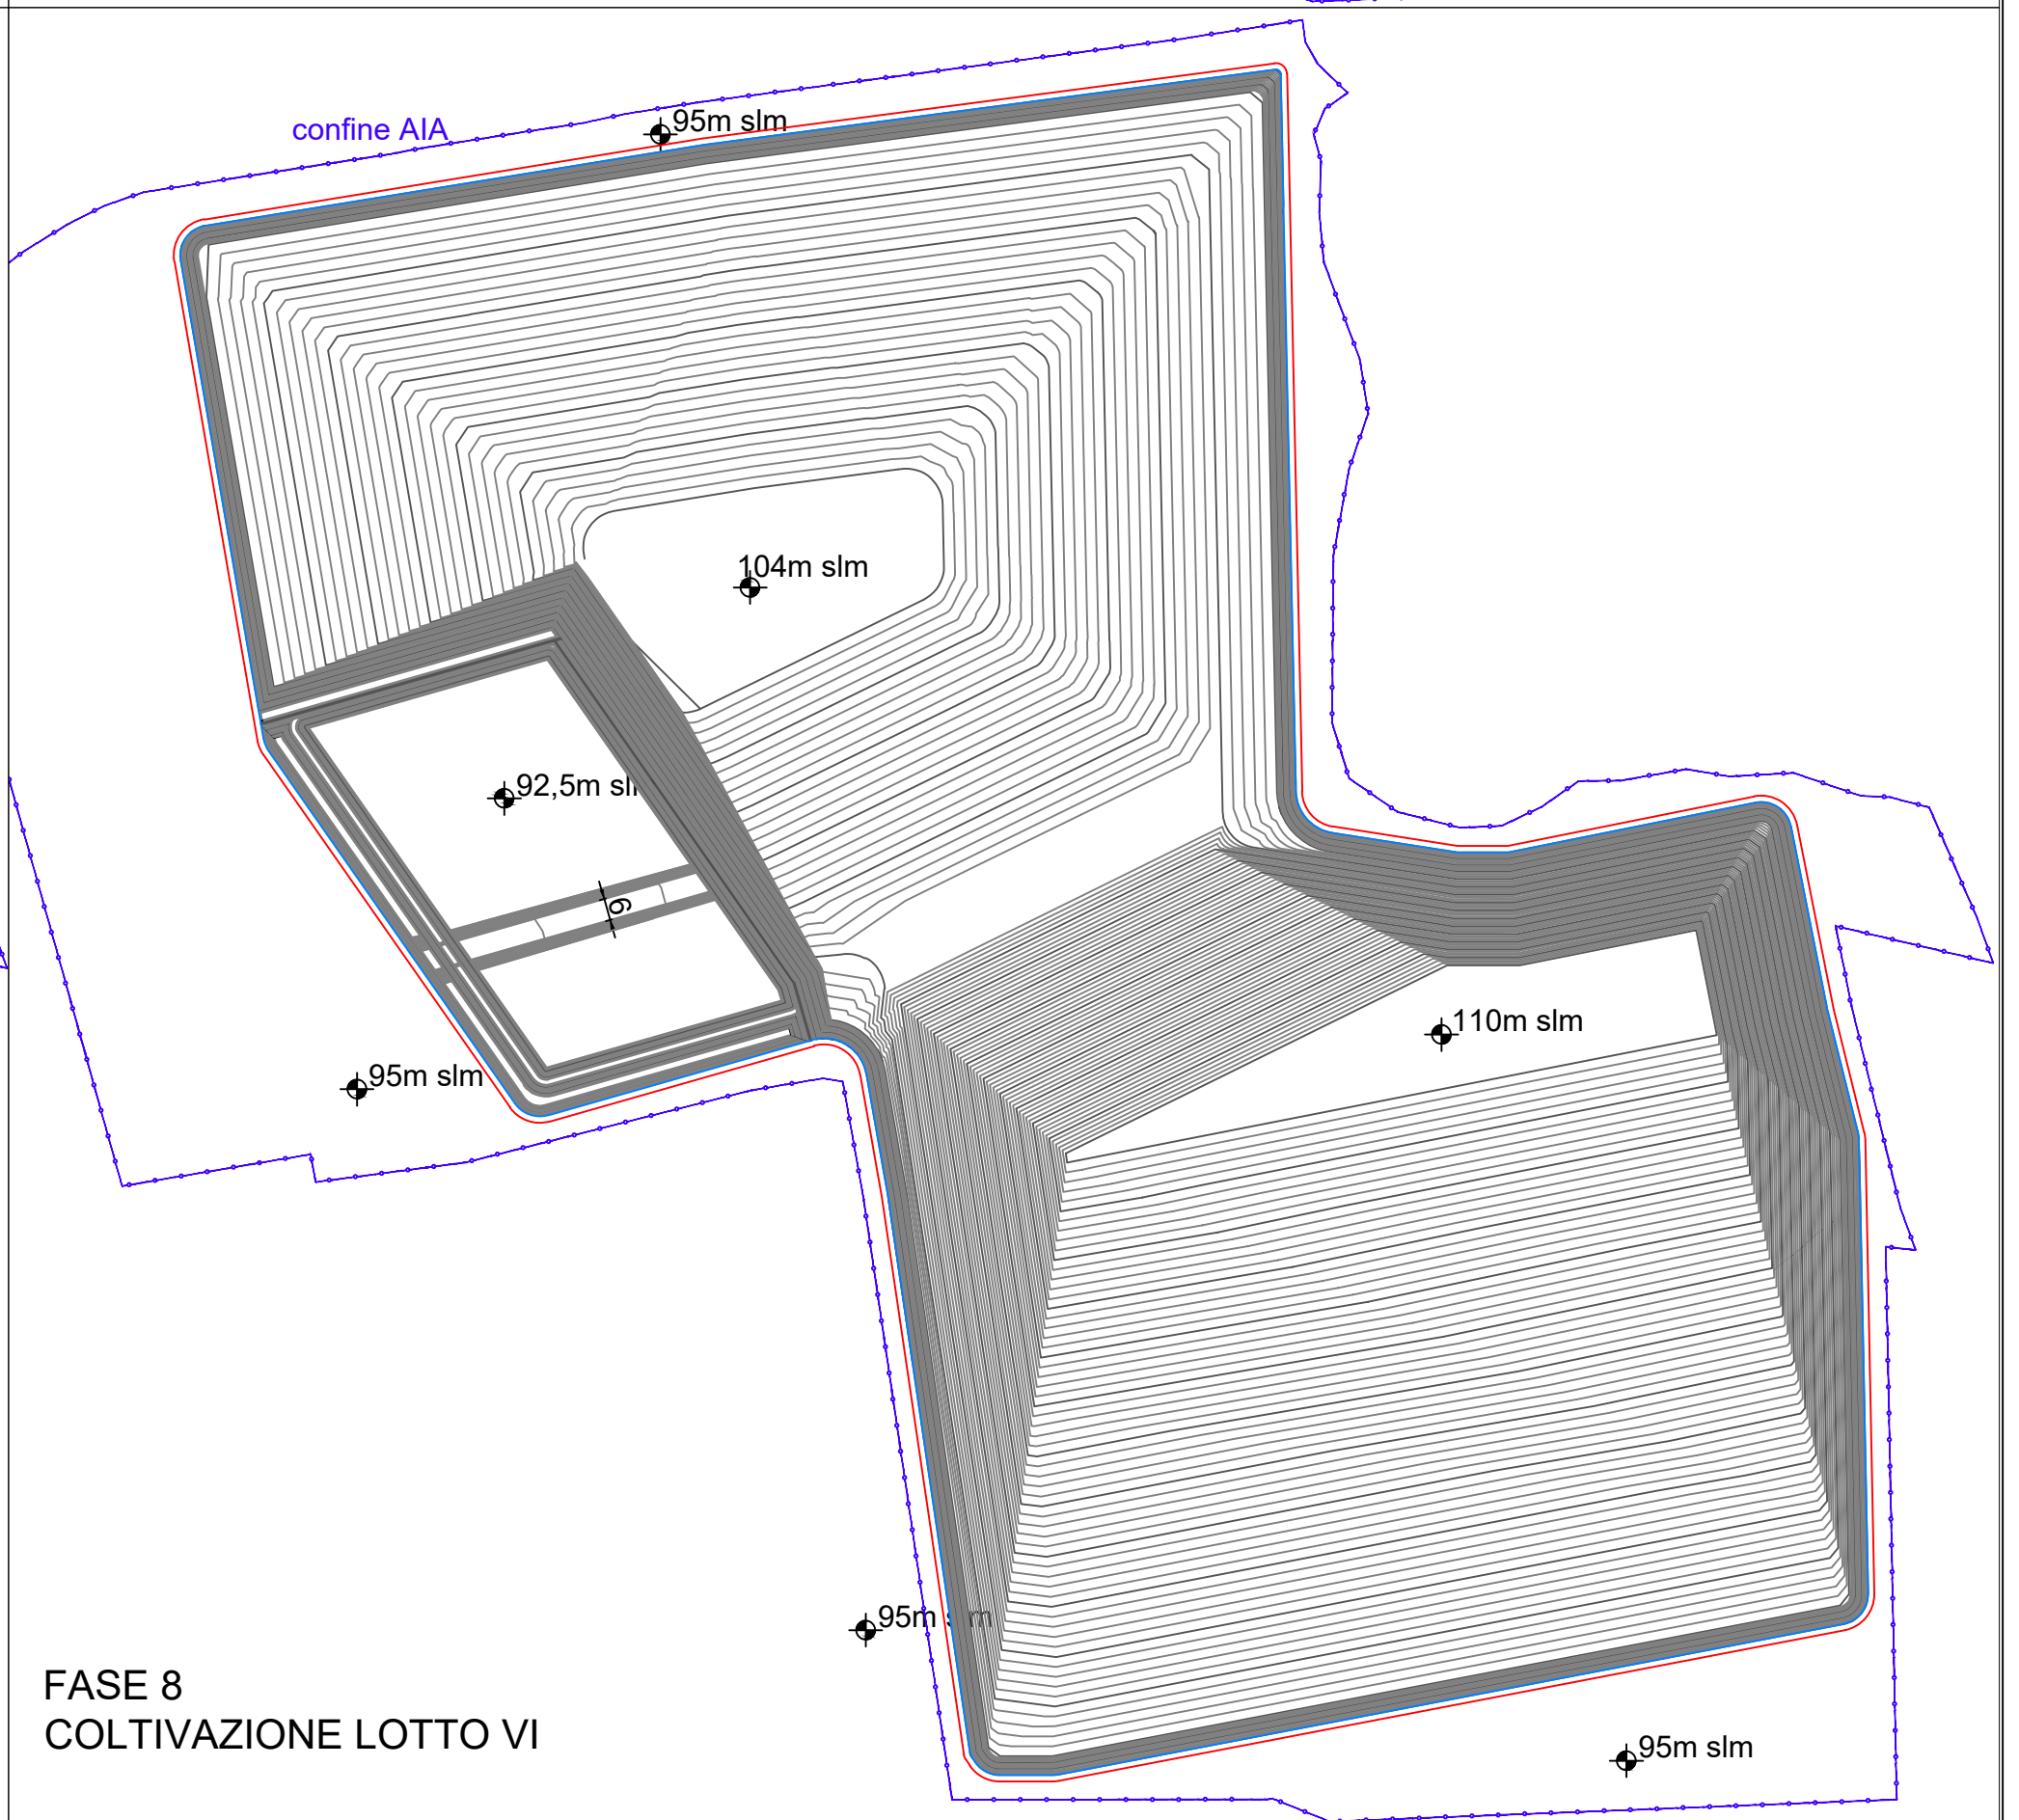 confine AIA
95m slm
104m slm
92,5m sl
6
110m slm
95m slm
95m s m
FASE 8
COLTIVAZIONE LOTTO VI
95m slm